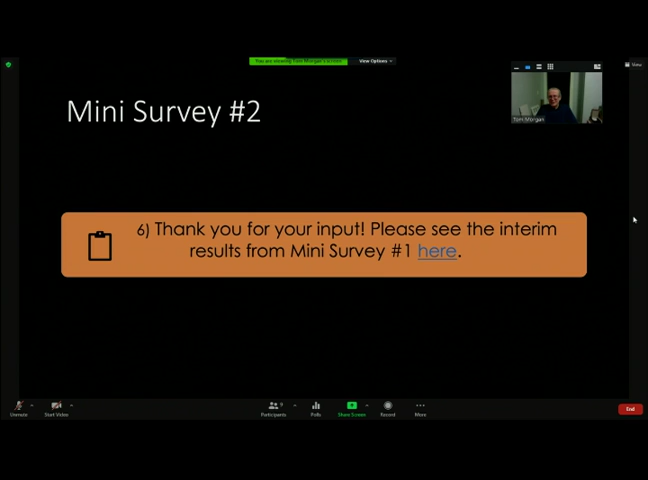 You are viewing Tom Morgan's screen
View Options
View
Mini Survey #2
Tom Morgan
6) Thank you for your input! Please see the interim
results from Mini Survey #1 here.
Unmute
Start Video
Participants
9
Polls
Share Screen
Record
More
End